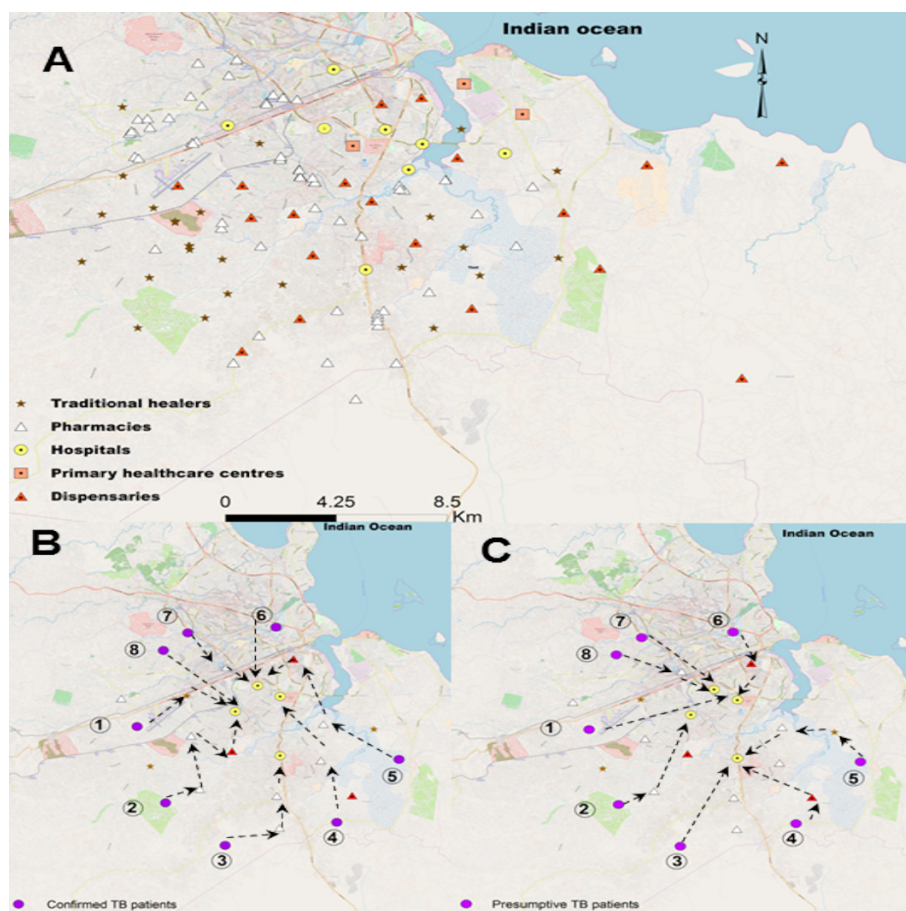 Indian ocean
A
N
Traditional healers
Pharmacies
Hospitals
Primary healthcare centres
Dispensaries
0 4.25 8.5
Km
B
Indian Ocean
7
6
8
1
2
3
4
5
Confirmed TB patients
C
Indian Ocean
7
6
8
1
2
3
4
5
Presumptive TB patients